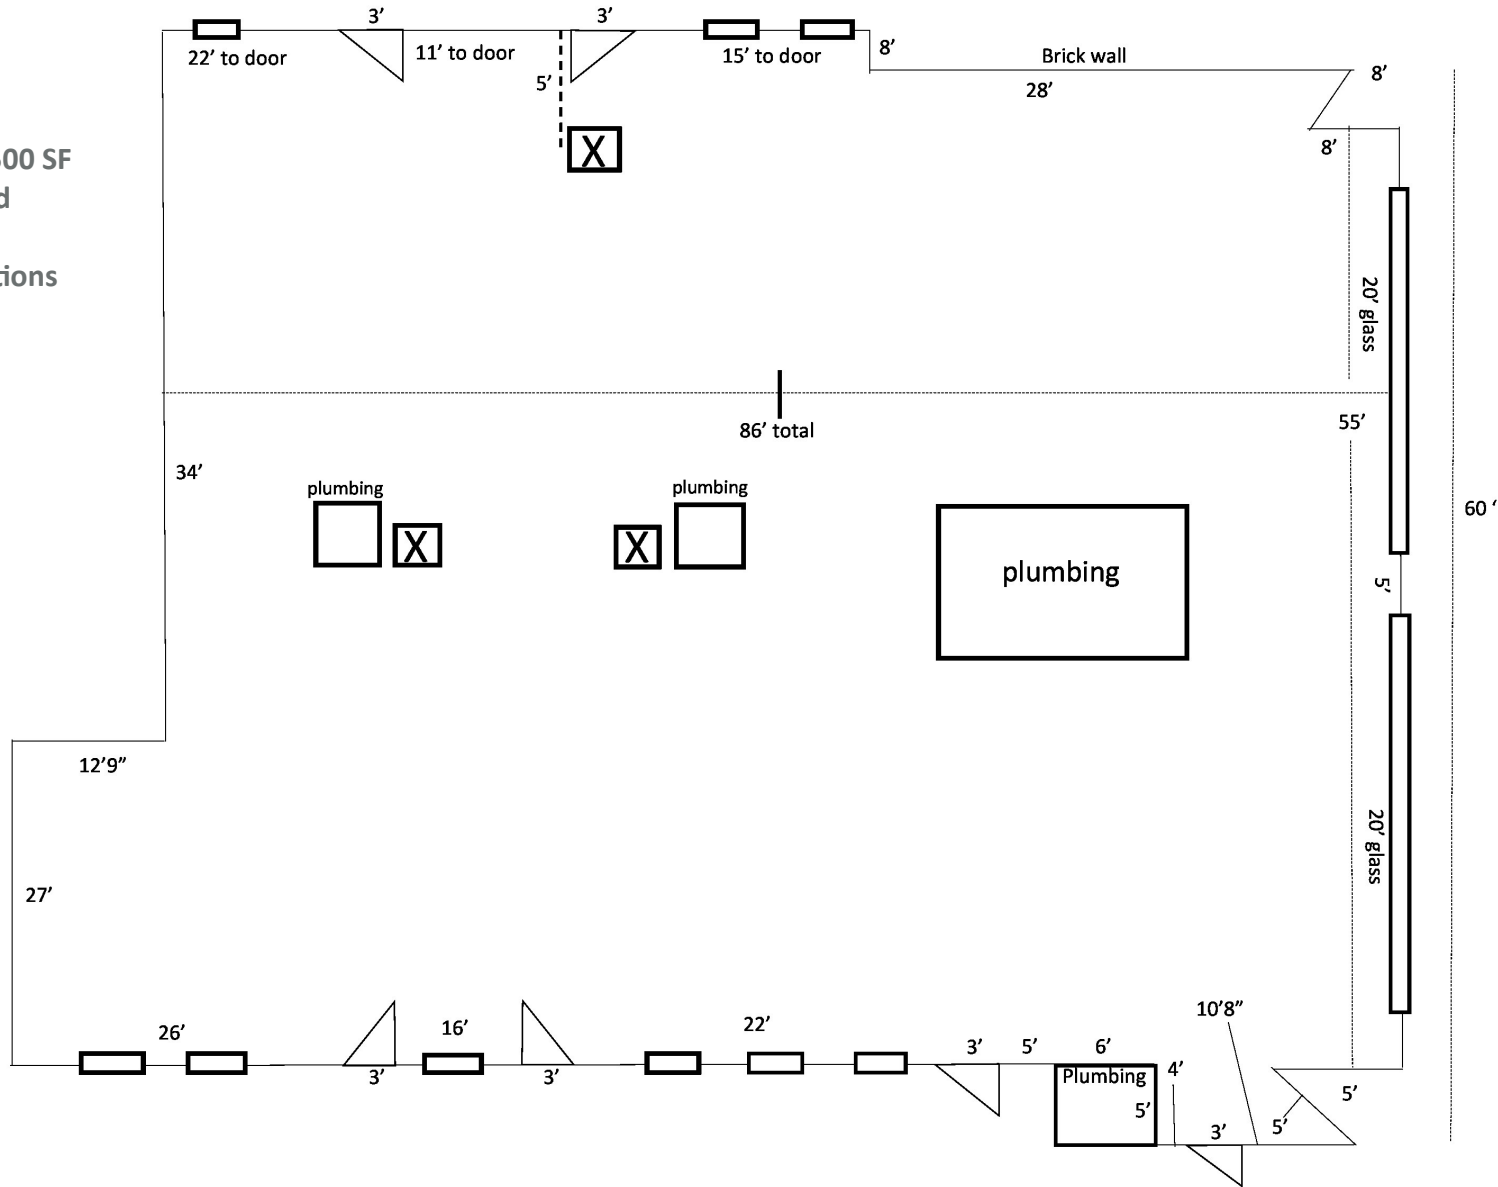 3’
3’
22’ to door
11’ to door
15’ to door
8’
Brick wall
8’
5’
28’
X
8’
00 SF
20’ glass
86’ total
55’
34’
plumbing
plumbing
60 ‘
X
X
plumbing
5’
12’9”
20’ glass
27’
26’
16’
22’
10’8”
3’
5’
6’
3’
3’
Plumbing
4’
5’
5’
5’
3’